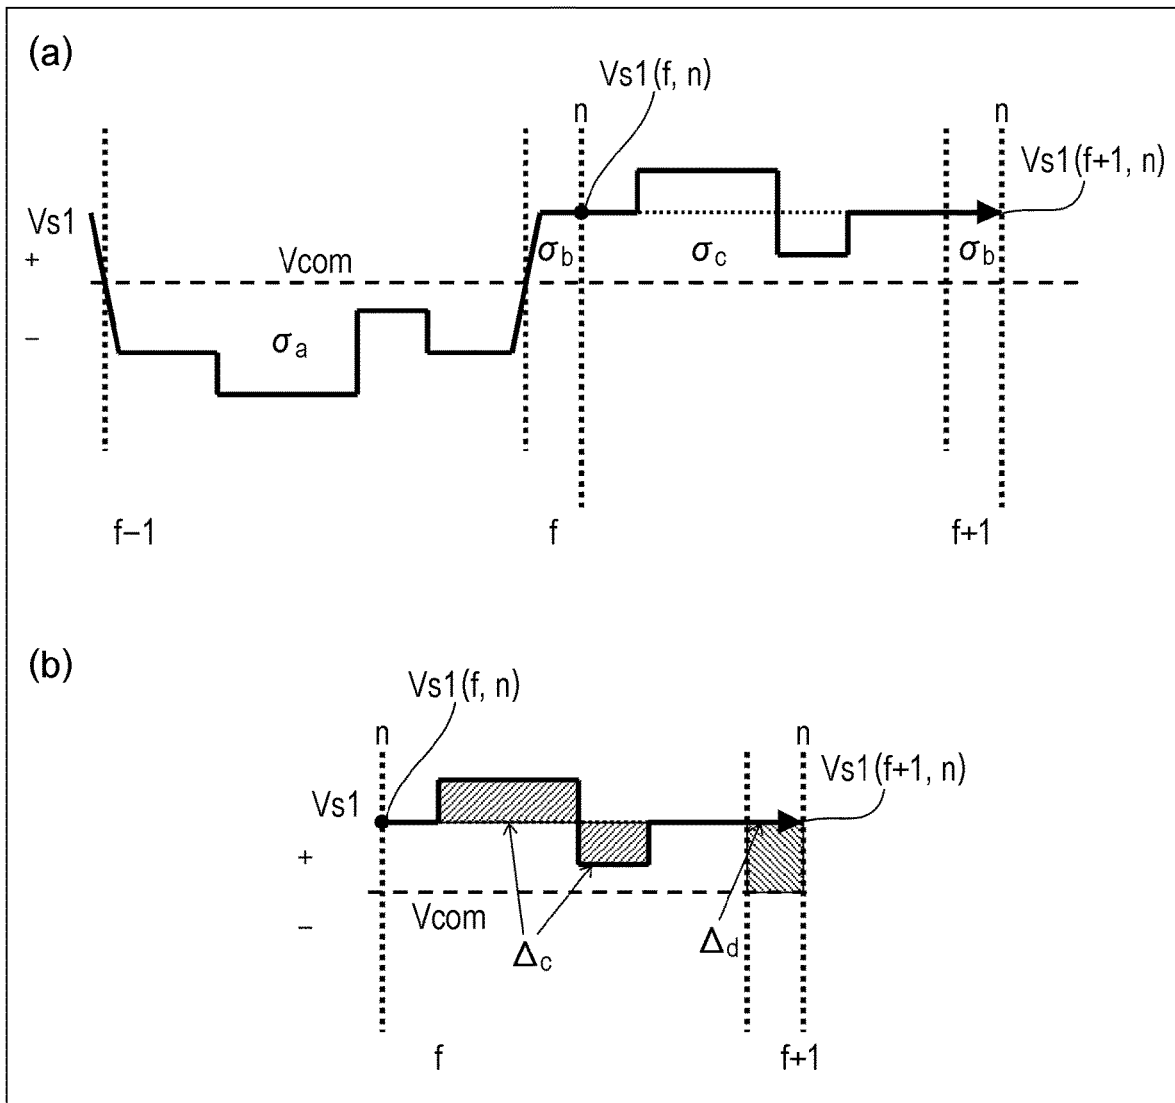 (a)
Vs1(f, n)
n
n
Vs1(f+1, n)
Vs1
+
Vcom
σb
σc
σb
−
σa
f−1
f
f+1
(b)
Vs1(f, n)
n
n
Vs1(f+1, n)
Vs1
+
Vcom
−
Δc
Δd
f
f+1